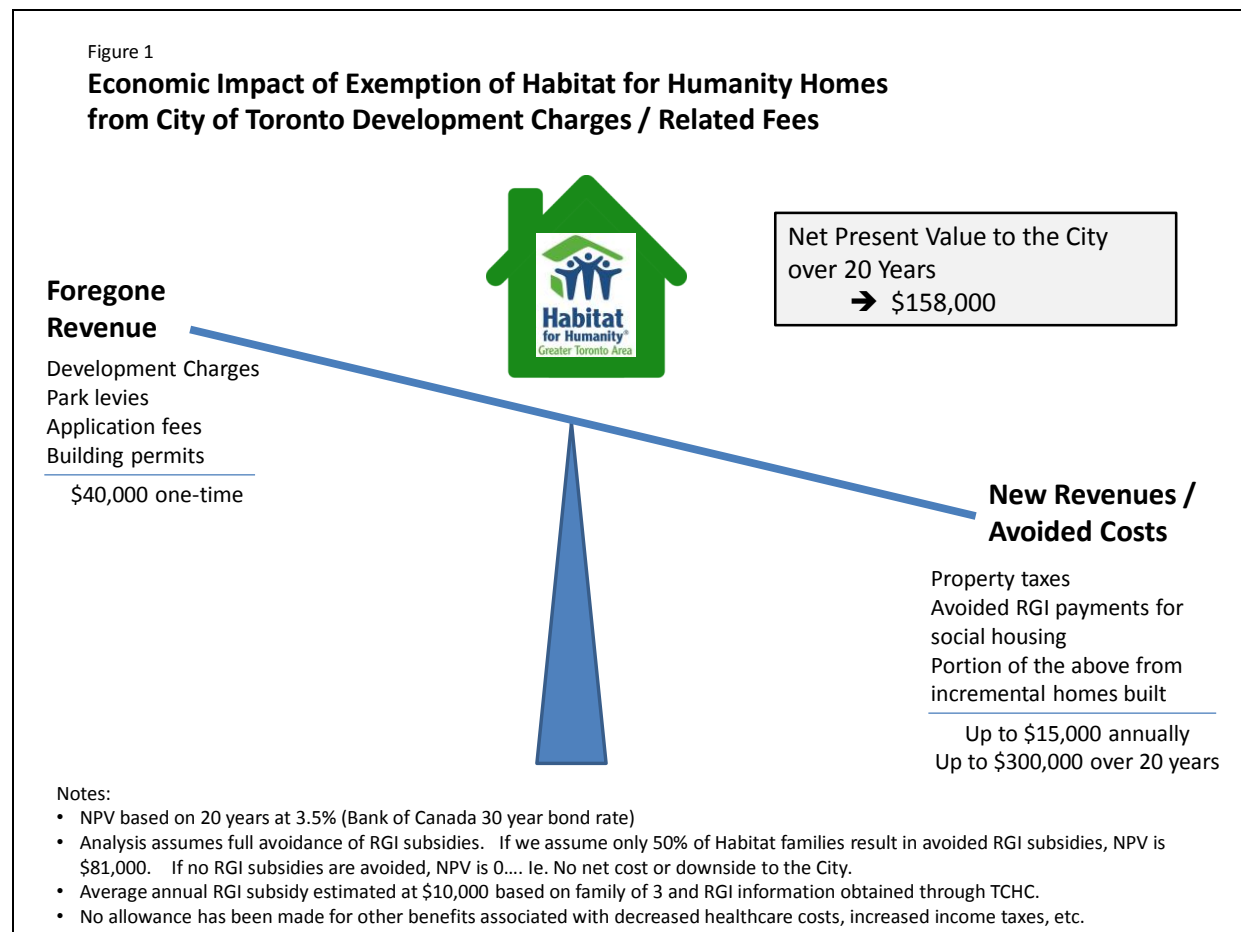 Figure 1
Economic Impact of Exemption of Habitat for Humanity Homes
from City of Toronto Development Charges / Related Fees
Habitat
for Humanity®
Greater Toronto Area
Net Present Value to the City
over 20 Years
➔ $158,000
Foregone
Revenue
Development Charges
Park levies
Application fees
Building permits
$40,000 one-time
New Revenues /
Avoided Costs
Property taxes
Avoided RGI payments for
social housing
Portion of the above from
incremental homes built
Up to $15,000 annually
Up to $300,000 over 20 years
Notes:
• NPV based on 20 years at 3.5% (Bank of Canada 30 year bond rate)
• Analysis assumes full avoidance of RGI subsidies. If we assume only 50% of Habitat families result in avoided RGI subsidies, NPV is
$81,000. If no RGI subsidies are avoided, NPV is 0…. Ie. No net cost or downside to the City.
• Average annual RGI subsidy estimated at $10,000 based on family of 3 and RGI information obtained through TCHC.
• No allowance has been made for other benefits associated with decreased healthcare costs, increased income taxes, etc.